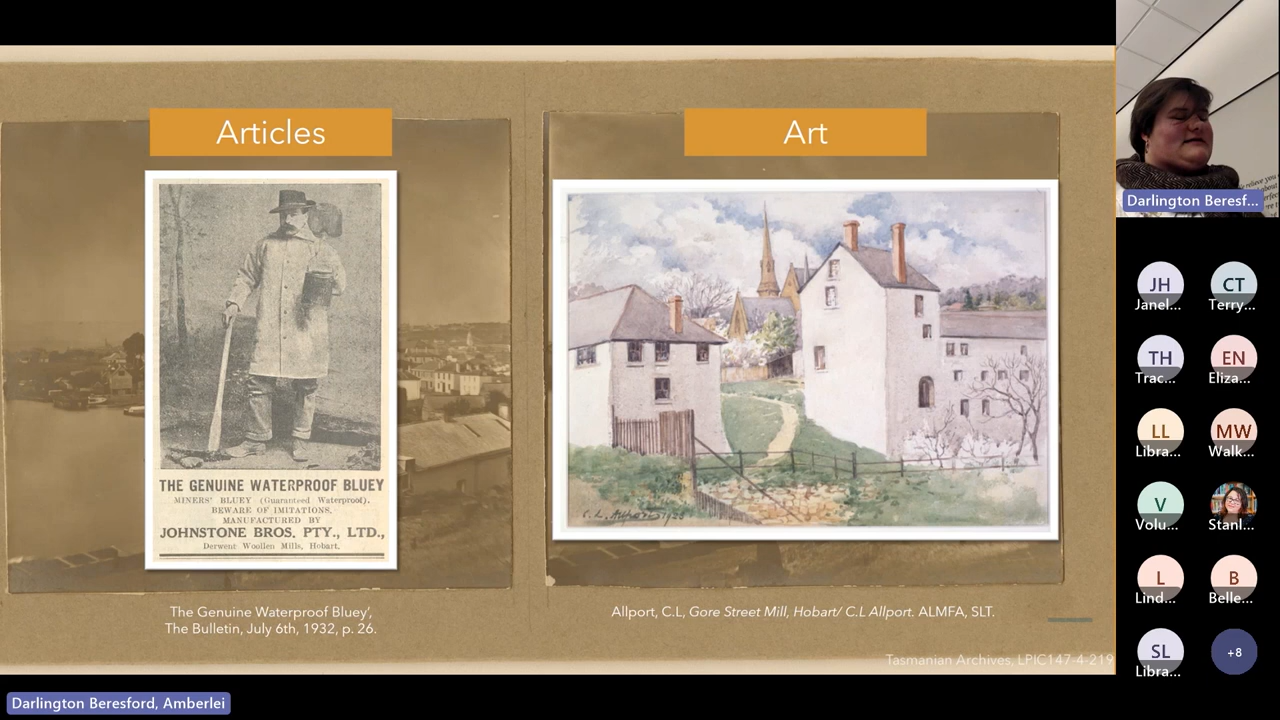 Articles
THE GENUINE WATERPROOF BLUEY
MINERS' BLUEY (Guaranteed Waterproof).
BEWARE OF IMITATIONS.
MANUFACTURED BY
JOHNSTONE BROS. PTY., LTD.,
Derwent Woollen Mills, Hobart.
The Genuine Waterproof Bluey',
The Bulletin, July 6th, 1932, p. 26.
Art
Allport, C.L, Gore Street Mill, Hobart/ C.L Allport. ALMFA, SLT.
Tasmanian Archives, LPIC147-4-219
Darlington Beresford, Amberlei
Darlington Beresf...
JH
Janel...
CT
Terry...
TH
Trac...
EN
Eliza...
LL
Libra...
MW
Walk...
V
Volu...
Stanl...
L
Lind...
B
Belle...
SL
Libra...
+8